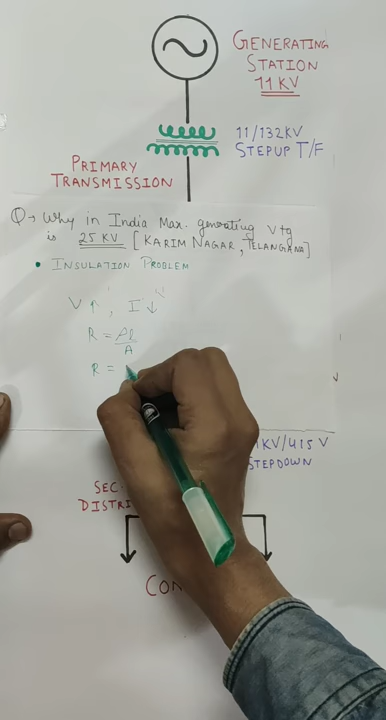 GENERATING
STATION
11 KV
11/132KV
STEPUP T/F
PRIMARY
TRANSMISSION
Q→ Why in India Max. generating Vtg
is 25 KV [KARIM NAGAR, TELANGANA]
• INSULATION PROBLEM
V ↑, I ↓
R = ρl/A
R =
KV/415 V
STEPDOWN
SEC
DISTR
CON